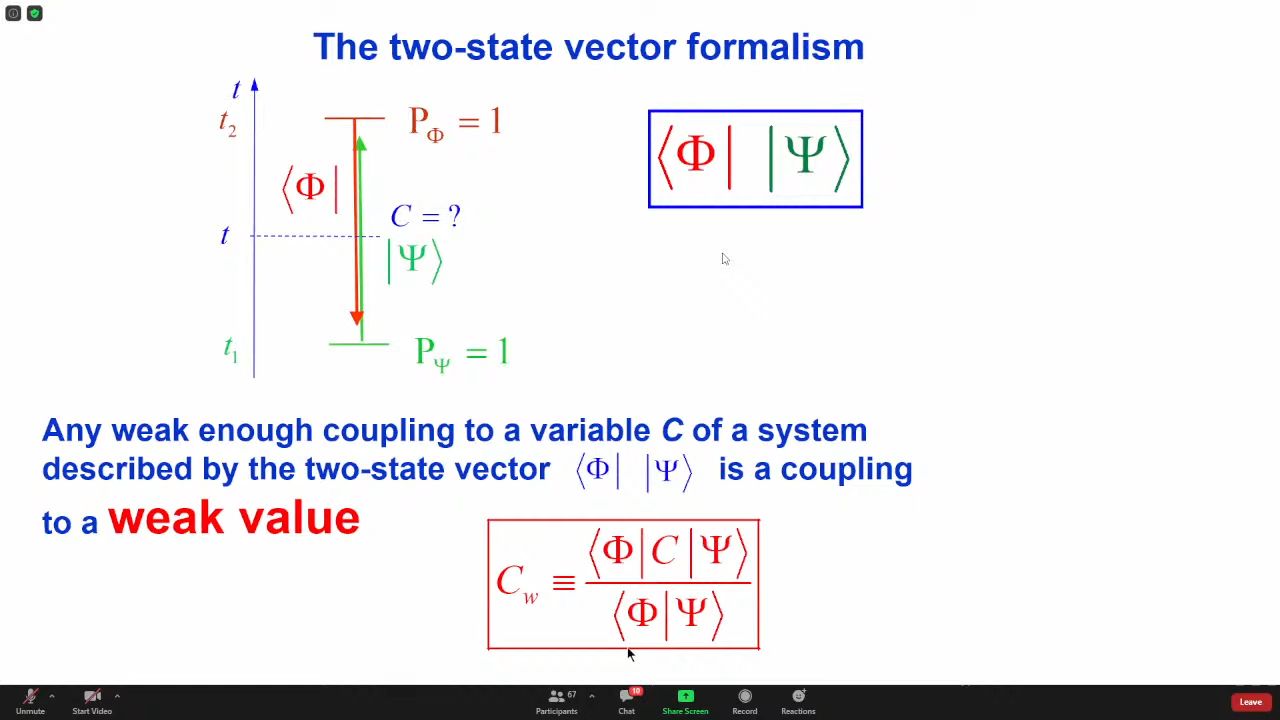 The two-state vector formalism
t
t₂
P_Φ = 1
⟨Φ| |Ψ⟩
⟨Φ|
C = ?
t
|Ψ⟩
t₁
P_Ψ = 1
Any weak enough coupling to a variable C of a system
described by the two-state vector ⟨Φ| |Ψ⟩ is a coupling
to a weak value
C_w ≡ ⟨Φ|C|Ψ⟩ / ⟨Φ|Ψ⟩
Unmute
Start Video
67
Participants
10
Chat
Share Screen
Record
Reactions
Leave